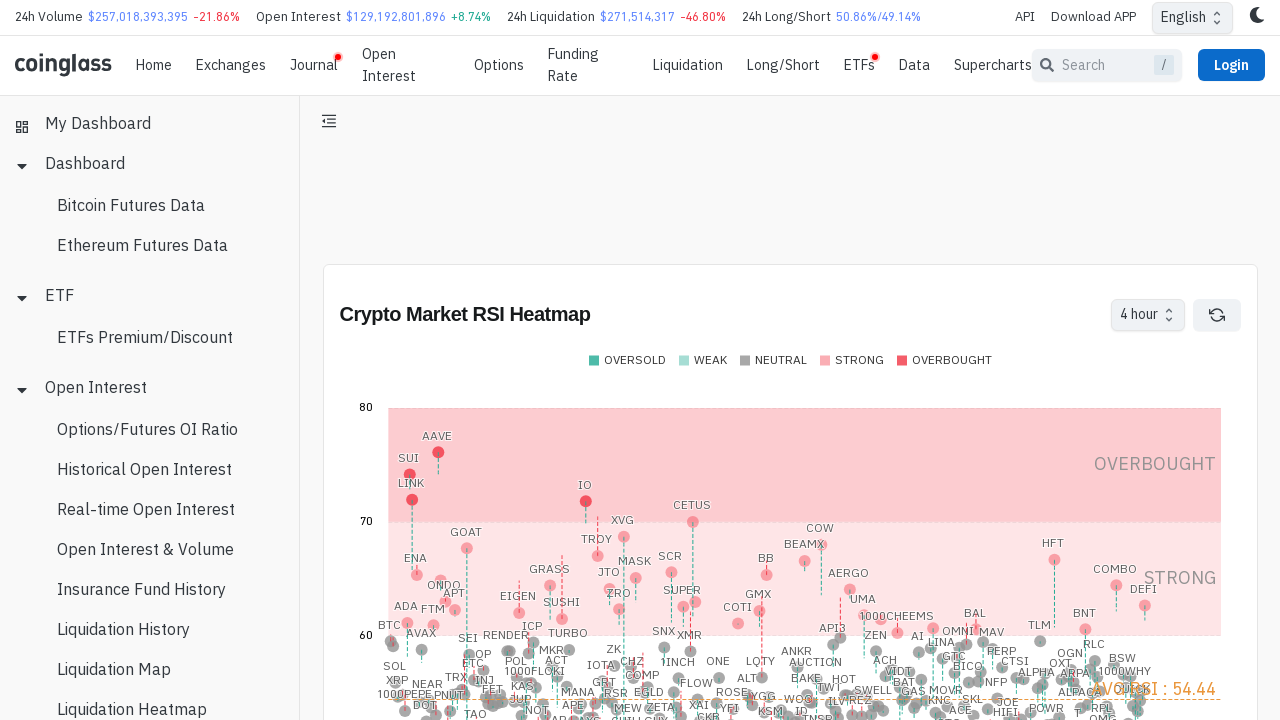 24h Volume $257,018,393,395 -21.86% Open Interest $129,192,801,896 +8.74% 24h Liquidation $271,514,317 -46.80% 24h Long/Short 50.86%/49.14% API Download APP English
coinglass Home Exchanges Journal Open Interest Options Funding Rate Liquidation Long/Short ETFs Data Supercharts Search / Login
My Dashboard
Dashboard
Bitcoin Futures Data
Ethereum Futures Data
ETF
ETFs Premium/Discount
Open Interest
Options/Futures OI Ratio
Historical Open Interest
Real-time Open Interest
Open Interest & Volume
Insurance Fund History
Liquidation History
Liquidation Map
Liquidation Heatmap
Crypto Market RSI Heatmap 4 hour
OVERSOLD WEAK NEUTRAL STRONG OVERBOUGHT
80
AAVE
SUI
OVERBOUGHT
LINK
IO
CETUS
70
XVG
GOAT
TRDY
COW
BEAMX
HFT
ENA
GRASS
JTO
MASK
SCR
BB
AERGO
COMBO
STRONG
ONDO
APT
EIGEN
SUSHI
ZRO
SUPER
GMX
UMA
DEFI
ADA
FTM
COTI
1000CHEEMS
BAL
BNT
60
BTC
AVAX
SEI
RENDER
ICP
TURBO
SNX
XMR
API3
ZEN
AI
OMNI
MAV
TLM
SOL
OP
ETC
POL
MKR
ACT
IOTA
ZK
CHZ
1INCH
ONE
LQTY
ANKR
AUCTION
ACH
LINA
GTC
PERP
CTSI
OGN
OXT
RLC
BSW
XRP
NEAR
TRX
INJ
1000FLOKI
GRT
COMP
FLOW
ALT
BAKE
HOT
VIDT
BAT
BICO
NFP
ALPHA
ARPA
1000WHY
1000PEPE
DOT
PNUT
FET
KAS
MANA
RSR
EGLD
ROSE
TWT
SWELL
GAS
MOVR
SKL
ALPACA
AVG RSI : 54.44
TAO
JUP
NOT
APE
MEW
ZETA
XAI
YFI
XVG
KSM
WOO
ID
ILV
REZ
KNC
ACE
JOE
HIFI
POWR
T
RPL